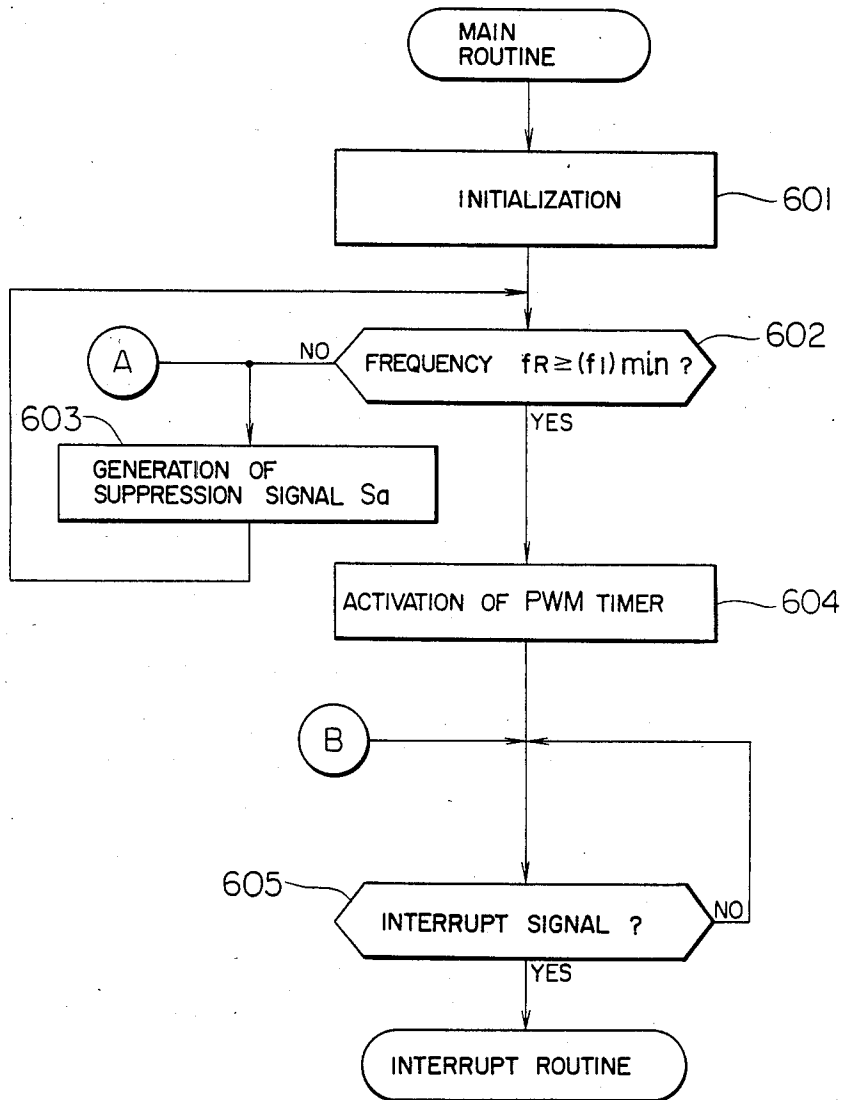 MAIN
ROUTINE
INITIALIZATION
601
FREQUENCY fR ≥ (fI) min ?
602
NO
YES
A
603
GENERATION OF
SUPPRESSION SIGNAL Sa
ACTIVATION OF PWM TIMER
604
B
605
INTERRUPT SIGNAL ?
NO
YES
INTERRUPT ROUTINE